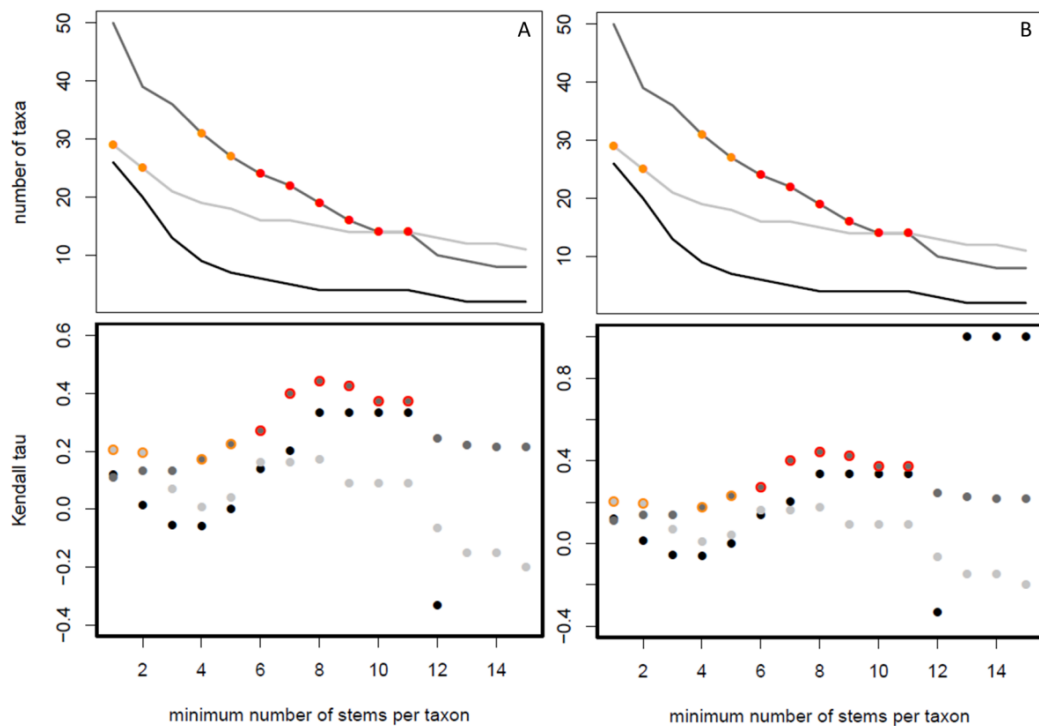 A
B
50
40
30
20
10
number of taxa
50
40
30
20
10
0.6
0.4
0.2
0.0
−0.2
−0.4
Kendall tau
0.8
0.4
0.0
−0.4
2 4 6 8 10 12 14
2 4 6 8 10 12 14
minimum number of stems per taxon
minimum number of stems per taxon